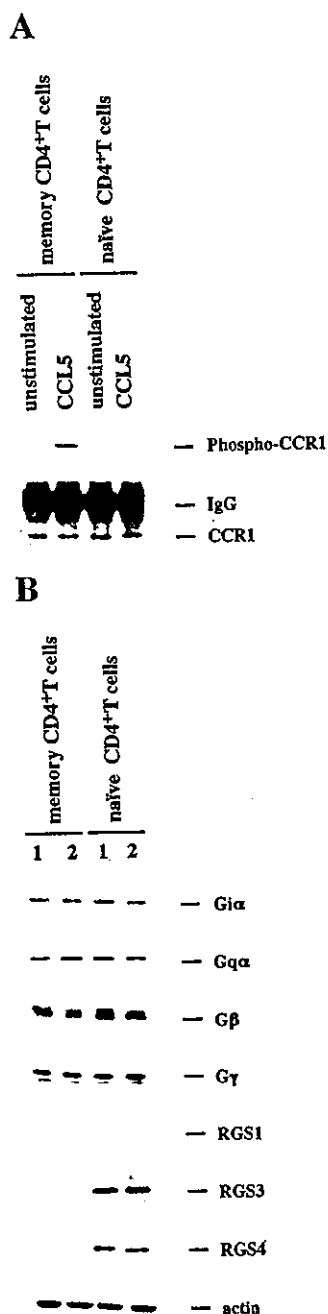 A
memory CD4+T cells
naïve CD4+T cells
unstimulated
CCL5
unstimulated
CCL5
Phospho-CCR1
IgG
CCR1
B
memory CD4+T cells
naïve CD4+T cells
1 2 1 2
Giα
Gqα
Gβ
Gγ
RGS1
RGS3
RGS4
actin